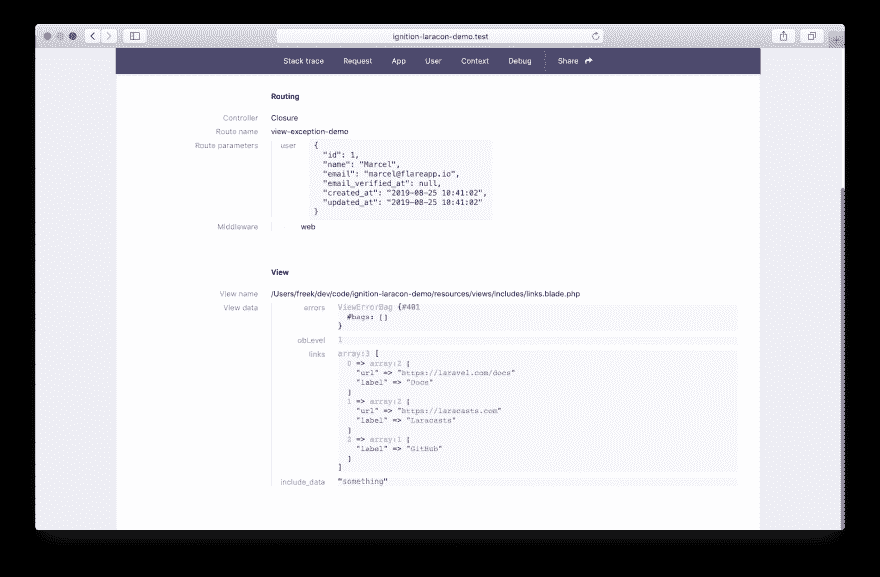 ignition-laracon-demo.test
Stack trace Request App User Context Debug Share
Routing
Controller Closure
Route name view-exception-demo
Route parameters user {
"id": 1,
"name": "Marcel",
"email": "marcel@flareapp.io",
"email_verified_at": null,
"created_at": "2019-08-25 10:41:02",
"updated_at": "2019-08-25 10:41:02"
}
Middleware web
View
View name /Users/freek/dev/code/ignition-laracon-demo/resources/views/includes/links.blade.php
View data errors ViewErrorBag {#401
#bags: []
}
obLevel 1
links array:3 [
0 => array:2 [
"url" => "https://laravel.com/docs"
"label" => "Docs"
]
1 => array:2 [
"url" => "https://laracasts.com"
"label" => "Laracasts"
]
2 => array:1 [
"label" => "GitHub"
]
]
include_data "something"